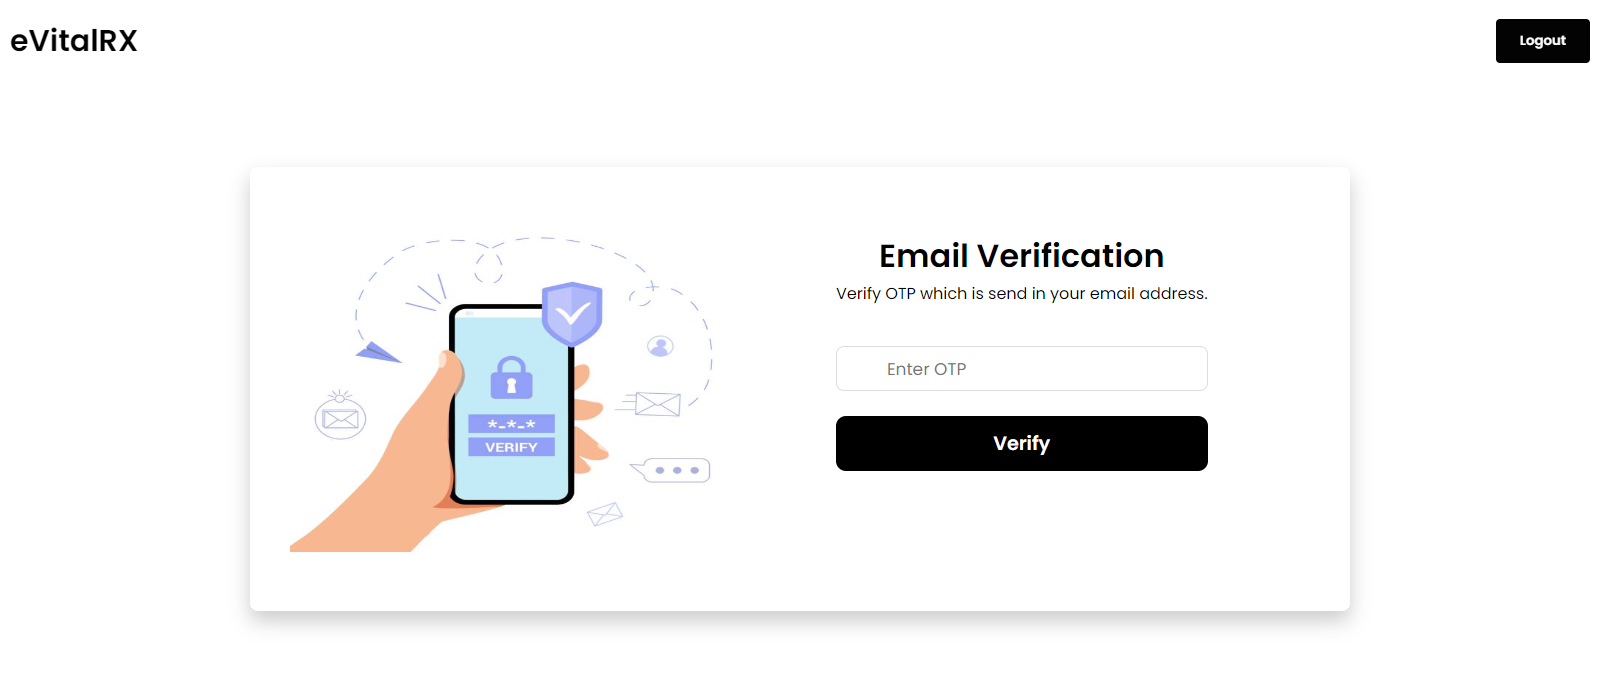 eVitalRX
Logout
Email Verification
Verify OTP which is send in your email address.
*-*-*
VERIFY
Enter OTP
Verify